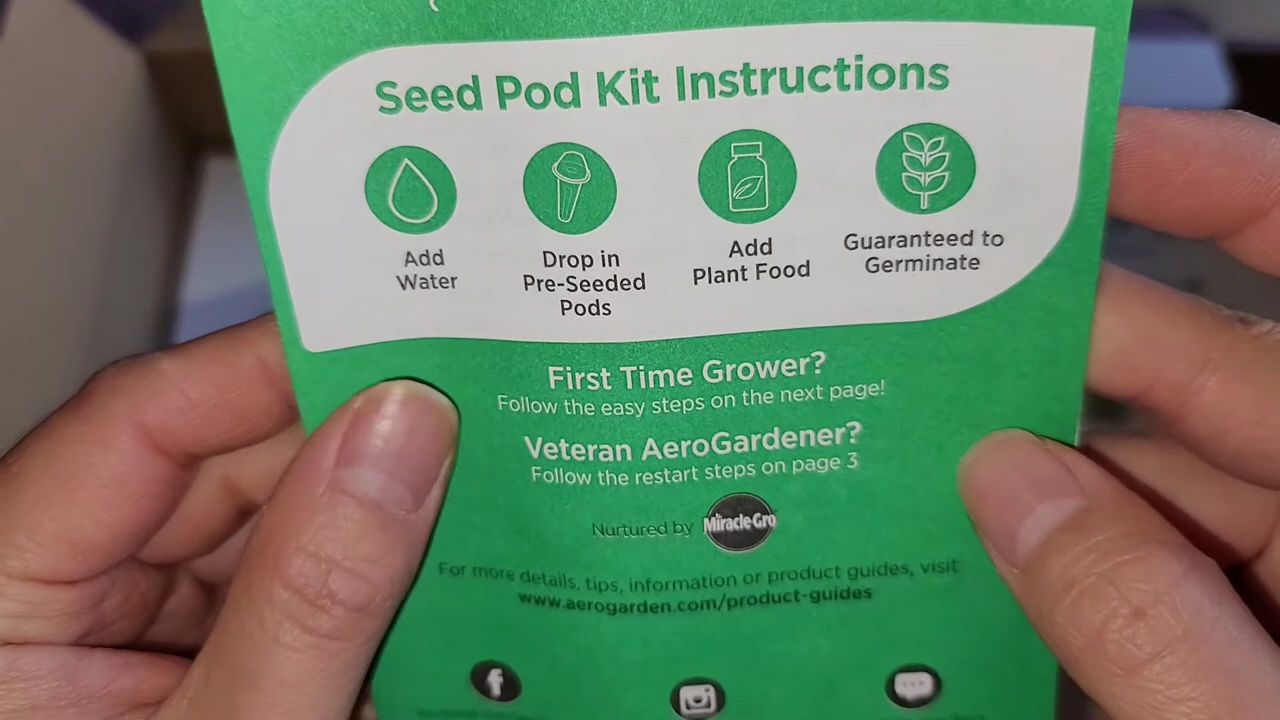 Seed Pod Kit Instructions
Add
Water
Drop in
Pre-Seeded
Pods
Add
Plant Food
Guaranteed to
Germinate
First Time Grower?
Follow the easy steps on the next page!
Veteran AeroGardener?
Follow the restart steps on page 3
Nurtured by Miracle-Gro
For more details, tips, information or product guides, visit
www.aerogarden.com/product-guides